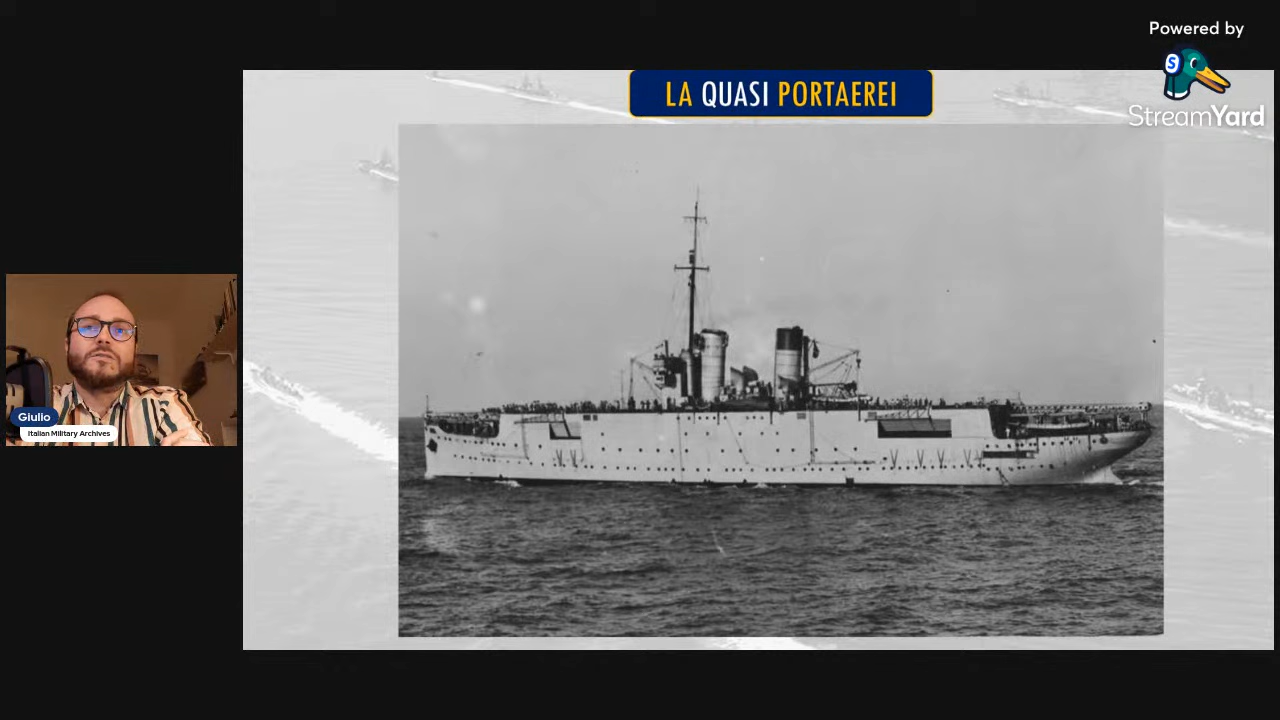 Powered by
StreamYard
LA QUASI PORTAEREI
Giulio
Italian Military Archives